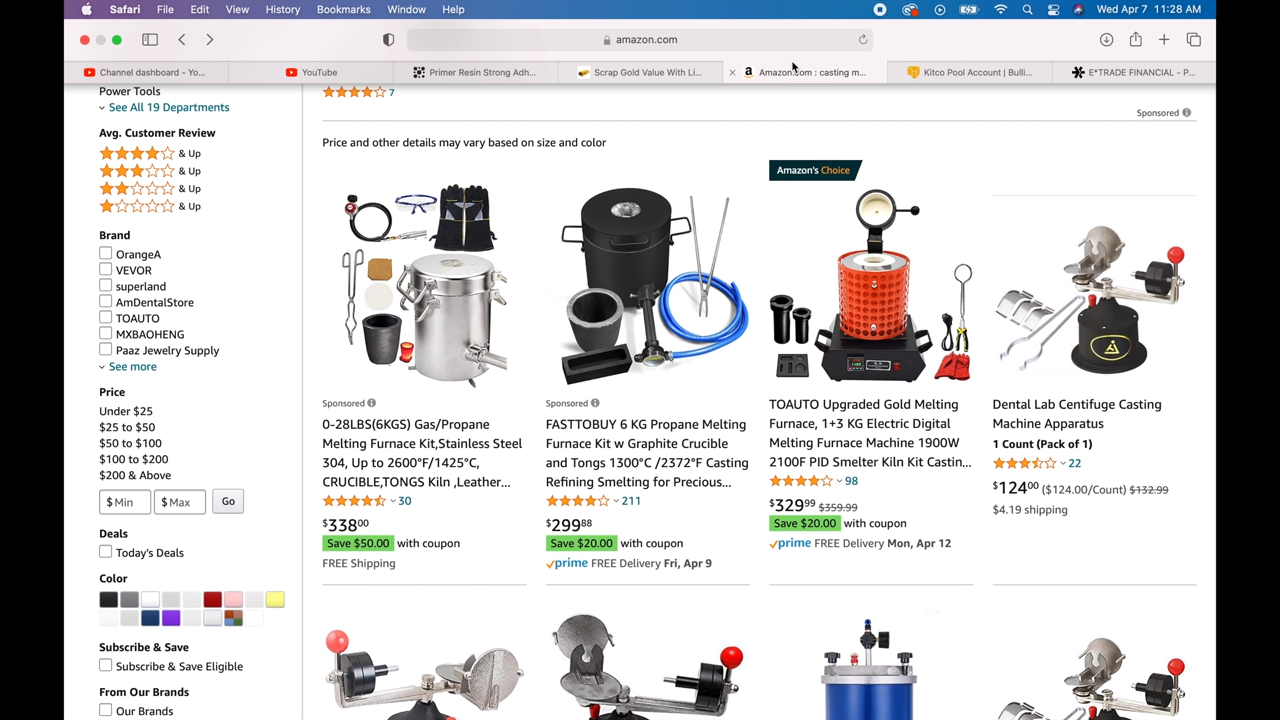 Safari File Edit View History Bookmarks Window Help
Wed Apr 7 11:28 AM
amazon.com
Channel dashboard - Yo...
YouTube
Primer Resin Strong Adh...
Scrap Gold Value With Li...
Amazon.com : casting m...
Kitco Pool Account | Bulli...
E*TRADE FINANCIAL - P...
Power Tools
See All 19 Departments
Avg. Customer Review
& Up
& Up
& Up
& Up
Brand
OrangeA
VEVOR
superland
AmDentalStore
TOAUTO
MXBAOHENG
Paaz Jewelry Supply
See more
Price
Under $25
$25 to $50
$50 to $100
$100 to $200
$200 & Above
$ Min $ Max Go
Deals
Today's Deals
Color
Subscribe & Save
Subscribe & Save Eligible
From Our Brands
Our Brands
7
Sponsored
Price and other details may vary based on size and color
Sponsored
0-28LBS(6KGS) Gas/Propane
Melting Furnace Kit,Stainless Steel
304, Up to 2600°F/1425°C,
CRUCIBLE,TONGS Kiln ,Leather...
30
$33800
Save $50.00 with coupon
FREE Shipping
Sponsored
FASTTOBUY 6 KG Propane Melting
Furnace Kit w Graphite Crucible
and Tongs 1300°C /2372°F Casting
Refining Smelting for Precious...
211
$29988
Save $20.00 with coupon
prime FREE Delivery Fri, Apr 9
Amazon's Choice
TOAUTO Upgraded Gold Melting
Furnace, 1+3 KG Electric Digital
Melting Furnace Machine 1900W
2100F PID Smelter Kiln Kit Castin...
98
$32999 $359.99
Save $20.00 with coupon
prime FREE Delivery Mon, Apr 12
Dental Lab Centifuge Casting
Machine Apparatus
1 Count (Pack of 1)
22
$12400 ($124.00/Count) $132.99
$4.19 shipping